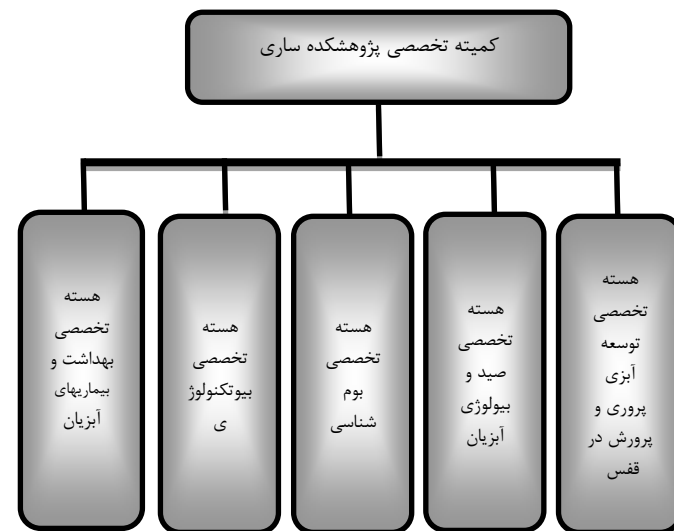 کمیته تخصصی پژوهشکده ساری
هسته
تخصصی
توسعه
آبزی
پروری و
پرورش در
قفس
هسته
تخصصی
صید و
بیولوژی
آبزیان
هسته
تخصصی
بوم
شناسی
هسته
تخصصی
بیوتکنولوژ
ی
هسته
تخصصی
بهداشت و
بیماریهای
آبزیان